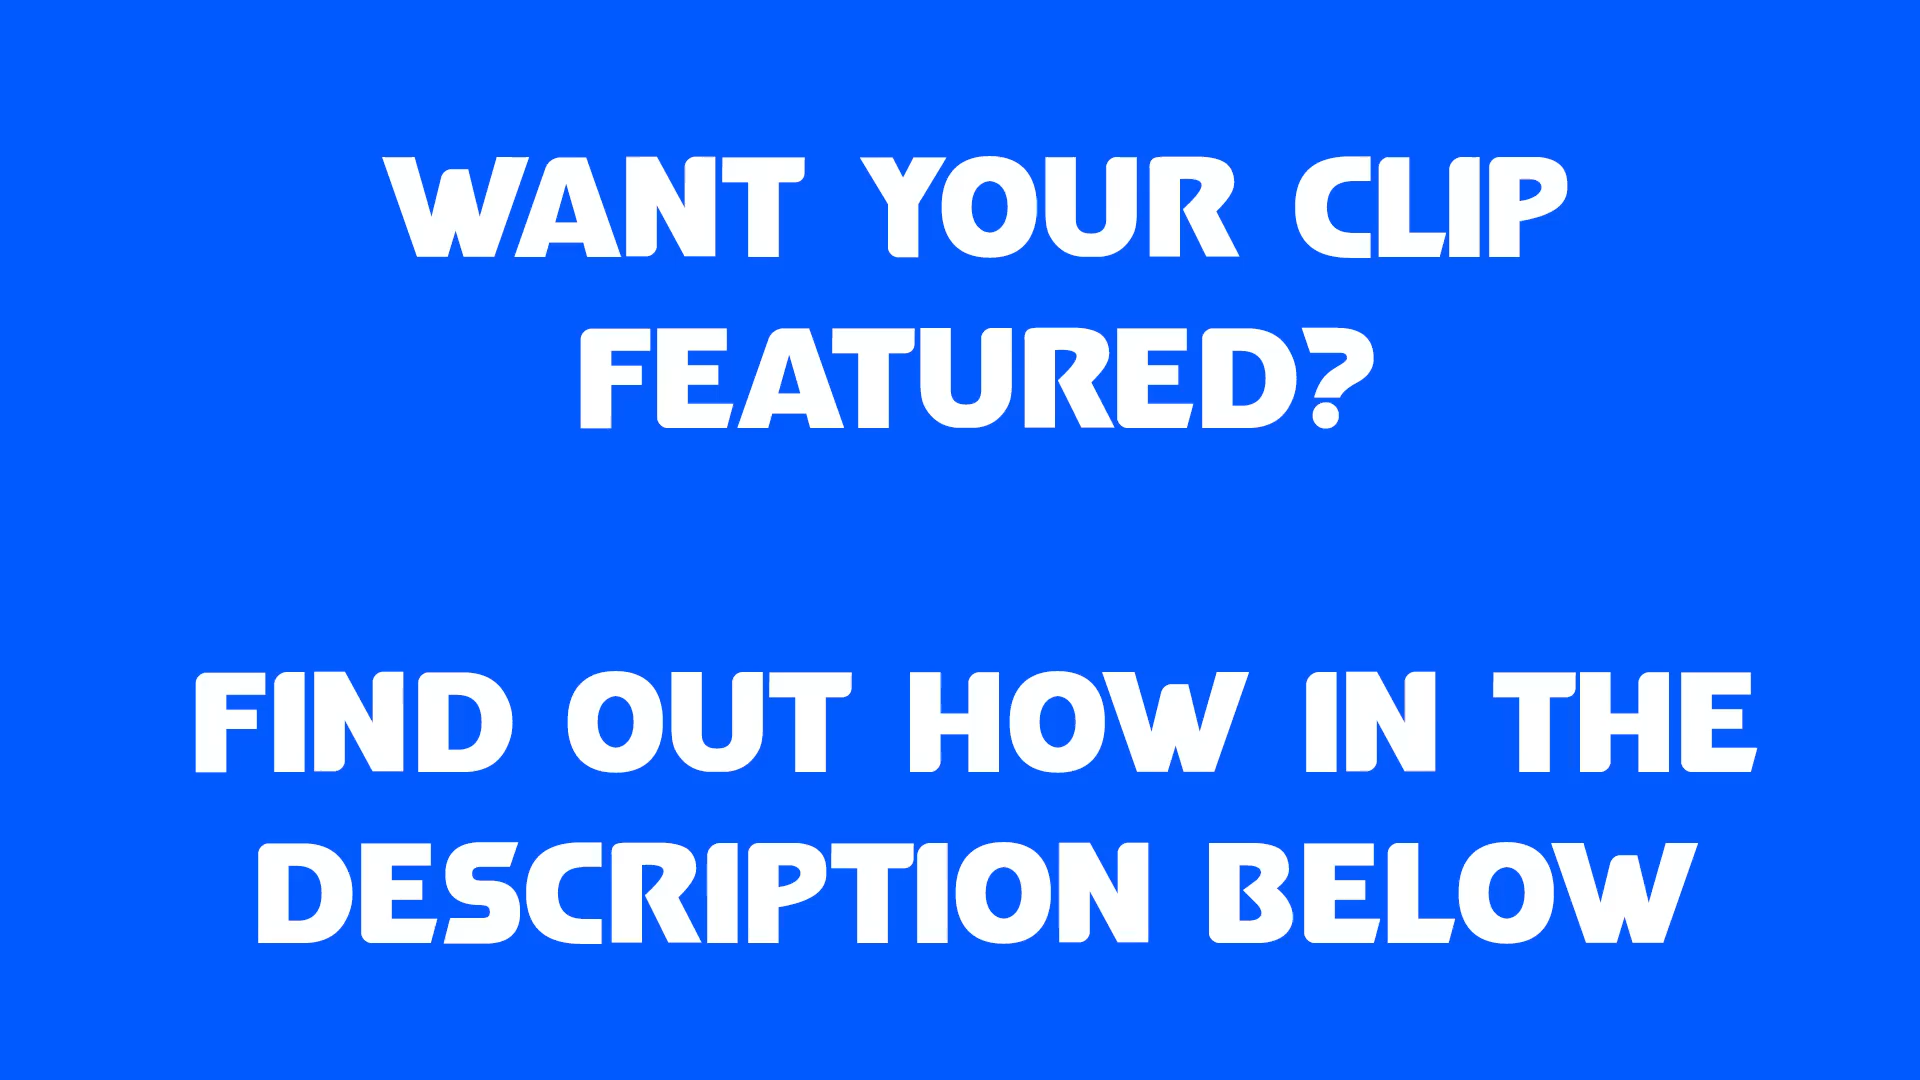 WANT YOUR CLIP
FEATURED?
FIND OUT HOW IN THE
DESCRIPTION BELOW